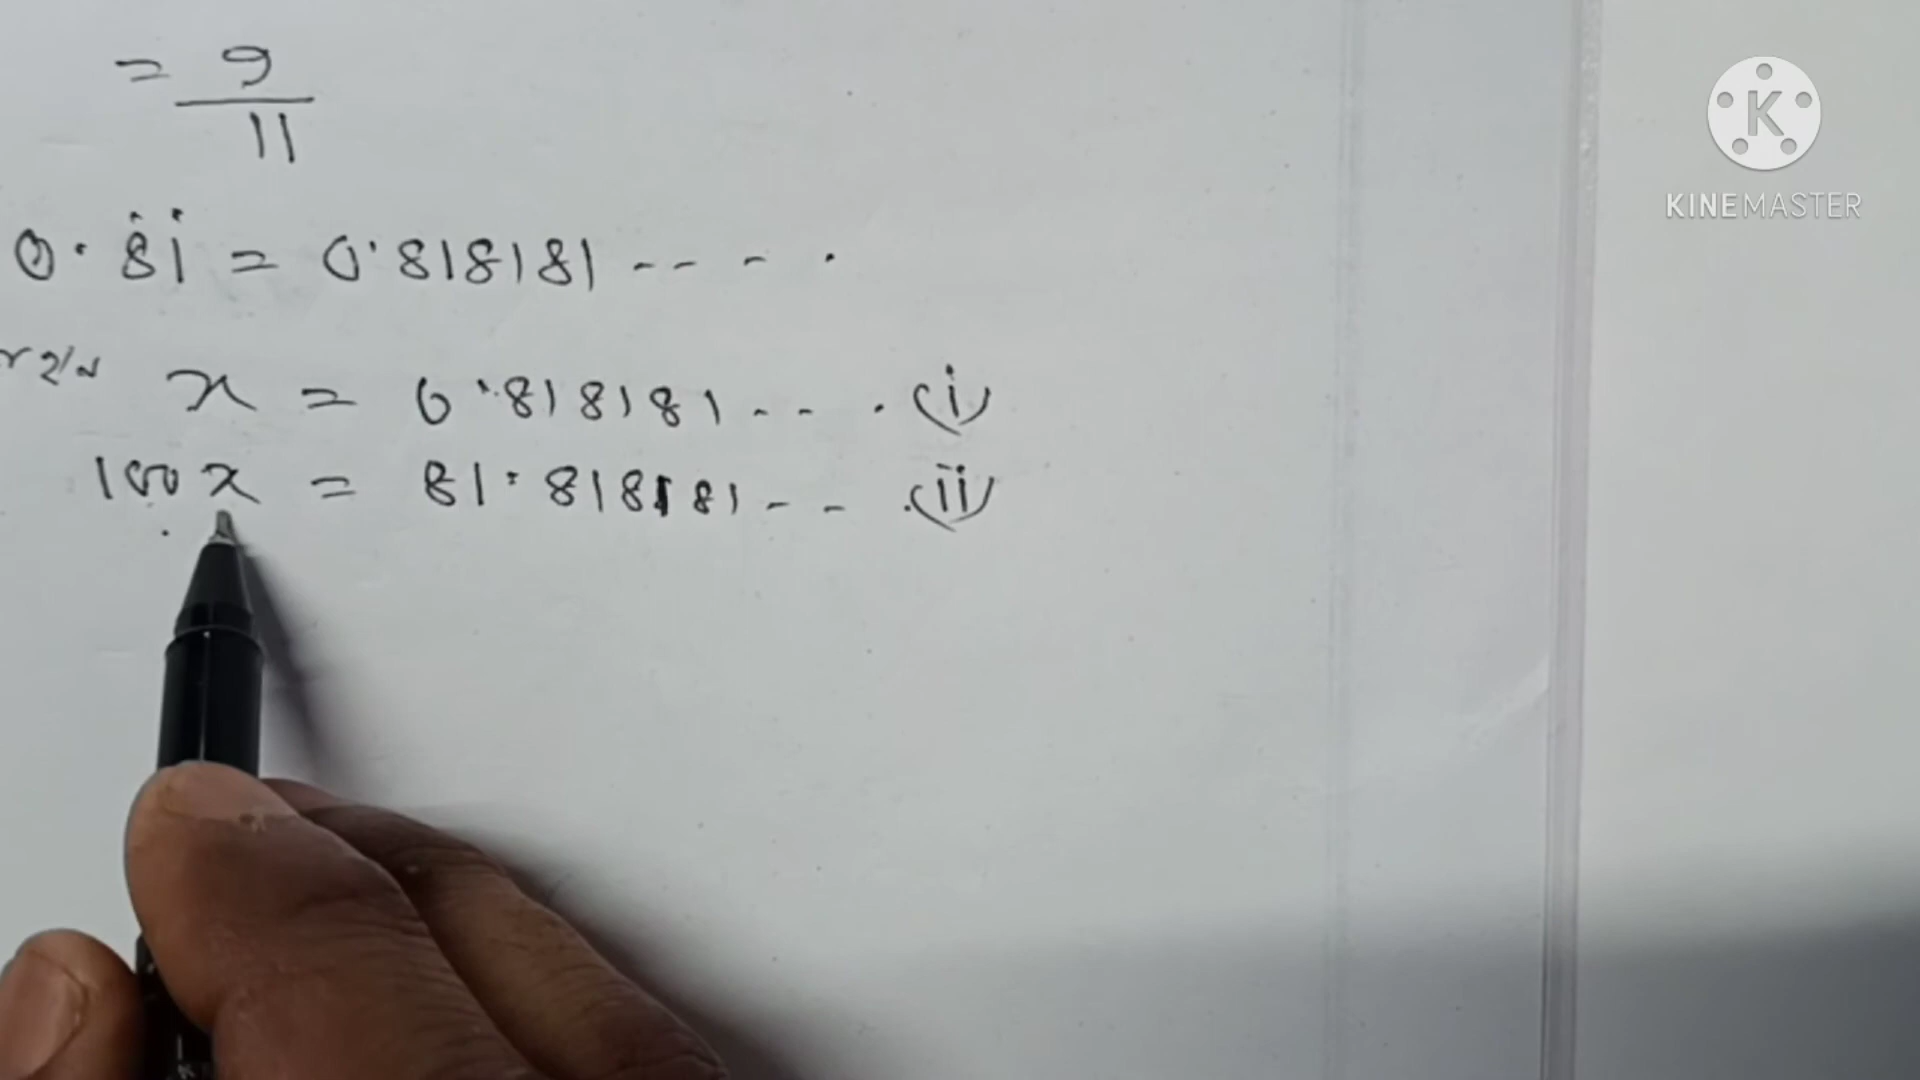 = 9
11
0.8̇1̇ = 0.818181 -- - .
x = 0.818181 -- . (i)
100x = 81.818181 -- . (ii)
K
KINEMASTER